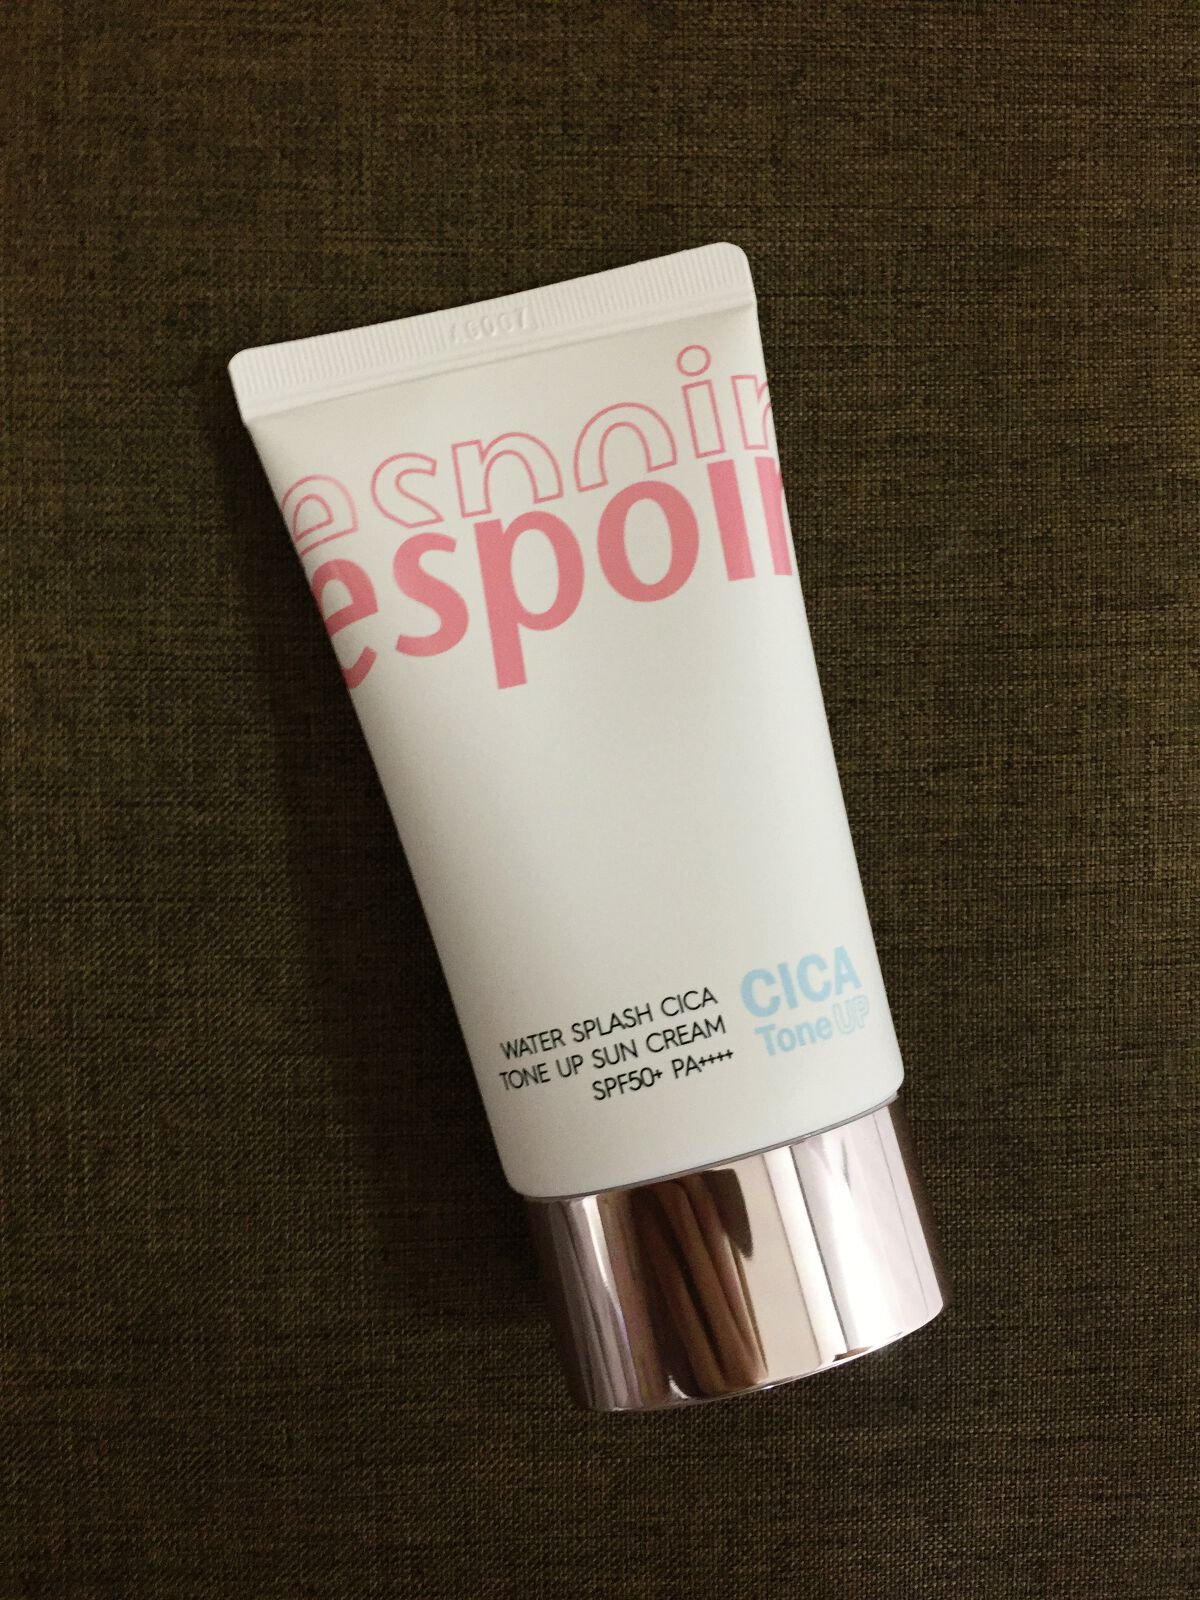 espoir
espoir
WATER SPLASH CICA
TONE UP SUN CREAM
SPF50+ PA++++
CICA
Tone UP